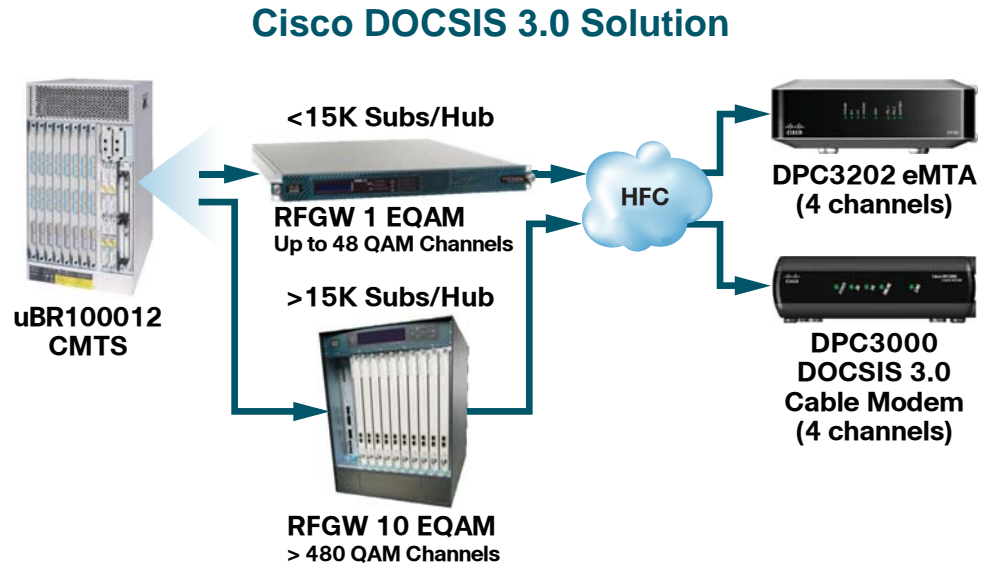 Cisco DOCSIS 3.0 Solution
<15K Subs/Hub
RFGW 1 EQAM
Up to 48 QAM Channels
>15K Subs/Hub
RFGW 10 EQAM
> 480 QAM Channels
uBR100012
CMTS
HFC
CISCO
DPC3202 eMTA
(4 channels)
CISCO
DPC3000
DOCSIS 3.0
Cable Modem
(4 channels)